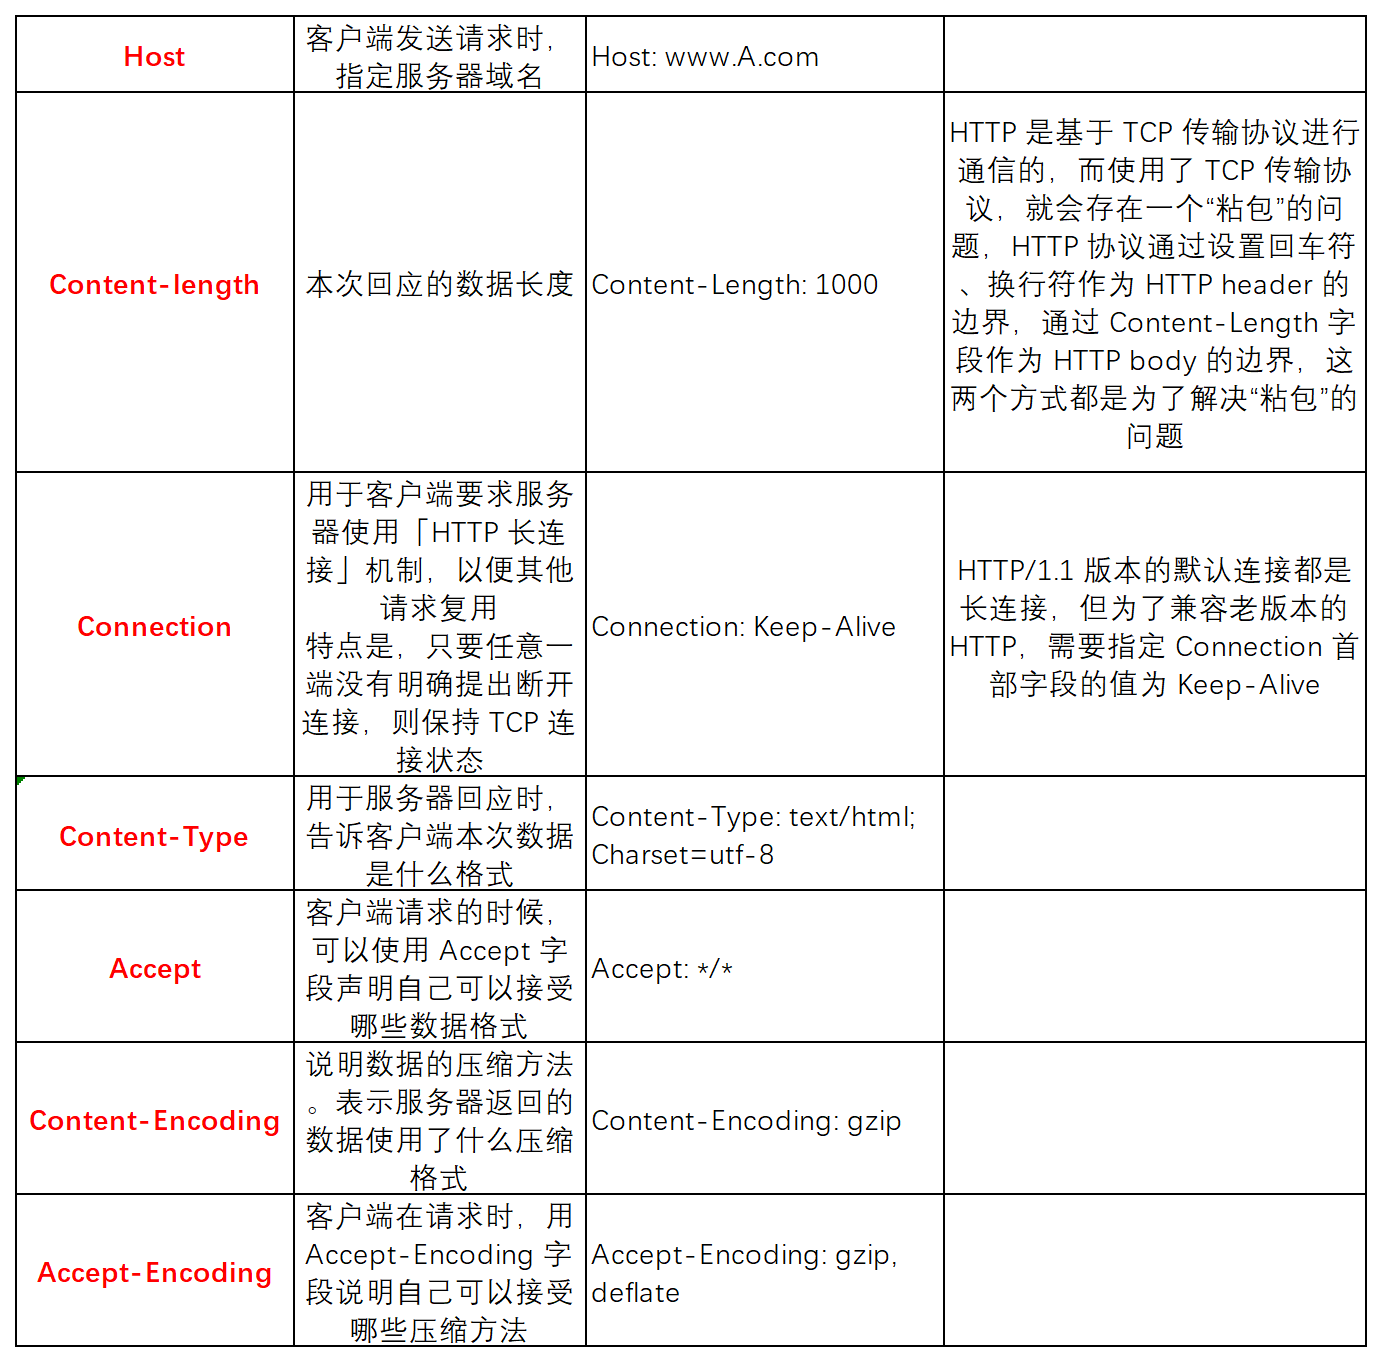 Host
客户端发送请求时，
指定服务器域名
Host: www.A.com
Content-length
本次回应的数据长度
Content-Length: 1000
HTTP 是基于 TCP 传输协议进行
通信的，而使用了 TCP 传输协
议，就会存在一个“粘包”的问
题，HTTP 协议通过设置回车符
、换行符作为 HTTP header 的
边界，通过 Content-Length 字
段作为 HTTP body 的边界，这
两个方式都是为了解决“粘包”的
问题
Connection
用于客户端要求服务
器使用「HTTP 长连
接」机制，以便其他
请求复用
特点是，只要任意一
端没有明确提出断开
连接，则保持 TCP 连
接状态
Connection: Keep-Alive
HTTP/1.1 版本的默认连接都是
长连接，但为了兼容老版本的
HTTP，需要指定 Connection 首
部字段的值为 Keep-Alive
Content-Type
用于服务器回应时，
告诉客户端本次数据
是什么格式
Content-Type: text/html;
Charset=utf-8
Accept
客户端请求的时候，
可以使用 Accept 字
段声明自己可以接受
哪些数据格式
Accept: */*
Content-Encoding
说明数据的压缩方法
。表示服务器返回的
数据使用了什么压缩
格式
Content-Encoding: gzip
Accept-Encoding
客户端在请求时，用
Accept-Encoding 字
段说明自己可以接受
哪些压缩方法
Accept-Encoding: gzip,
deflate